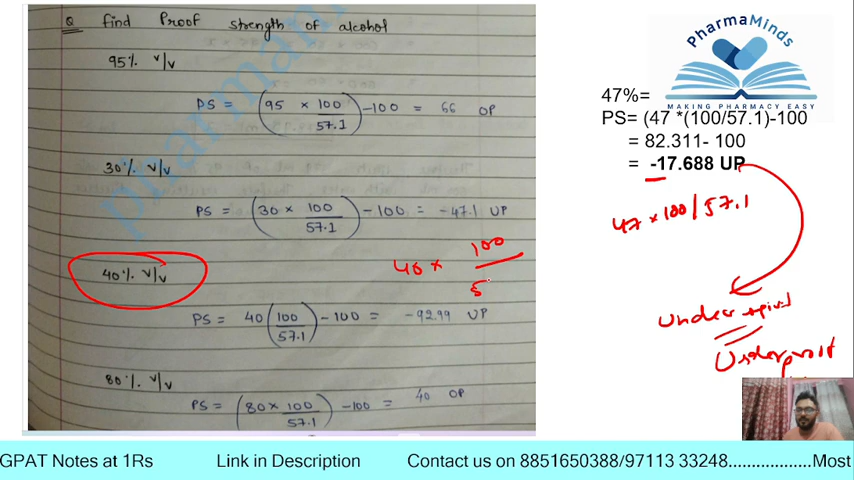 Q find Proof strength of alcohol
95% v/v
PS = (95 × 100/57.1) -100 = 66 OP
30% v/v
PS = (30 × 100/57.1) -100 = -47.1 UP
40% v/v
PS = 40(100/57.1) -100 = -92.99 UP
80% v/v
PS = (80 × 100/57.1) -100 = 40 OP
40 × 100
5
PharmaMinds
MAKING PHARMACY EASY
47%=
PS= (47 *(100/57.1)-100
= 82.311- 100
= -17.688 UP
47 × 100 / 57.1
Under
Underproof
GPAT Notes at 1Rs Link in Description Contact us on 8851650388/97113 33248..................Most